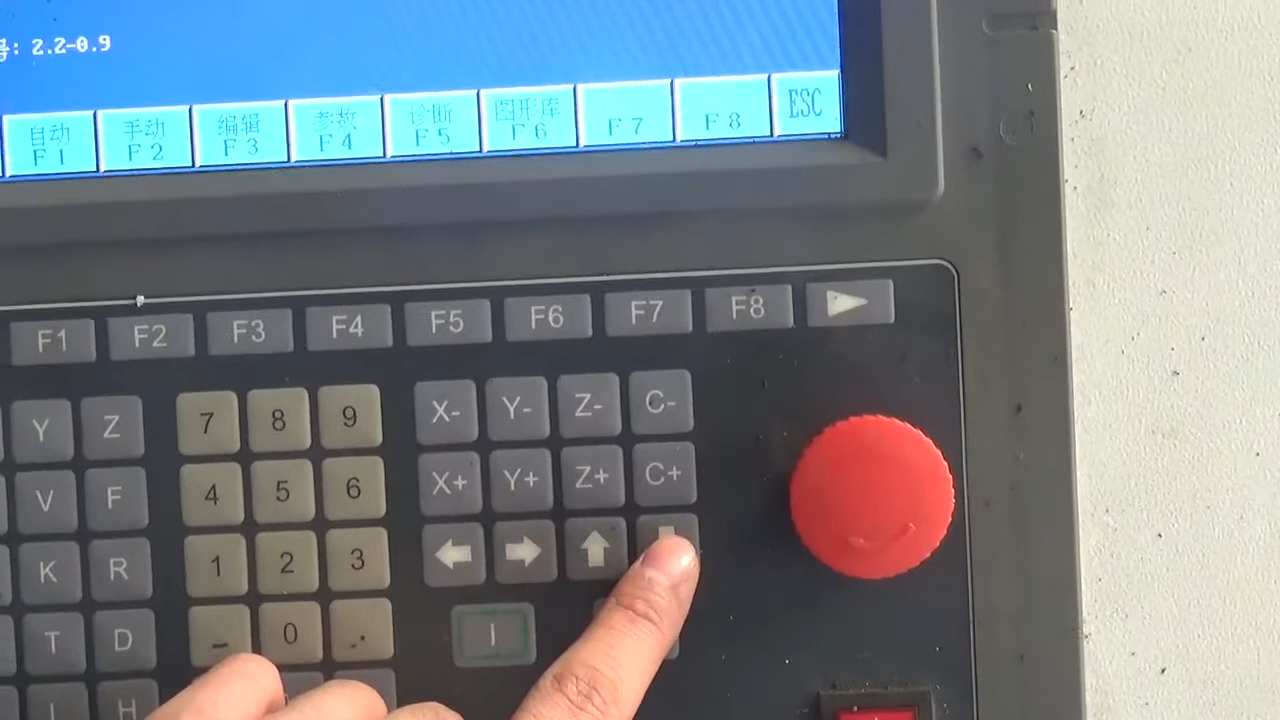 号: 2.2-0.9
自动 手动 编辑 参数 诊断 图形库 ESC
F1 F2 F3 F4 F5 F6 F7 F8
F1 F2 F3 F4 F5 F6 F7 F8
Y Z 7 8 9 X- Y- Z- C-
V F 4 5 6 X+ Y+ Z+ C+
K R 1 2 3
T D - 0 . I
H